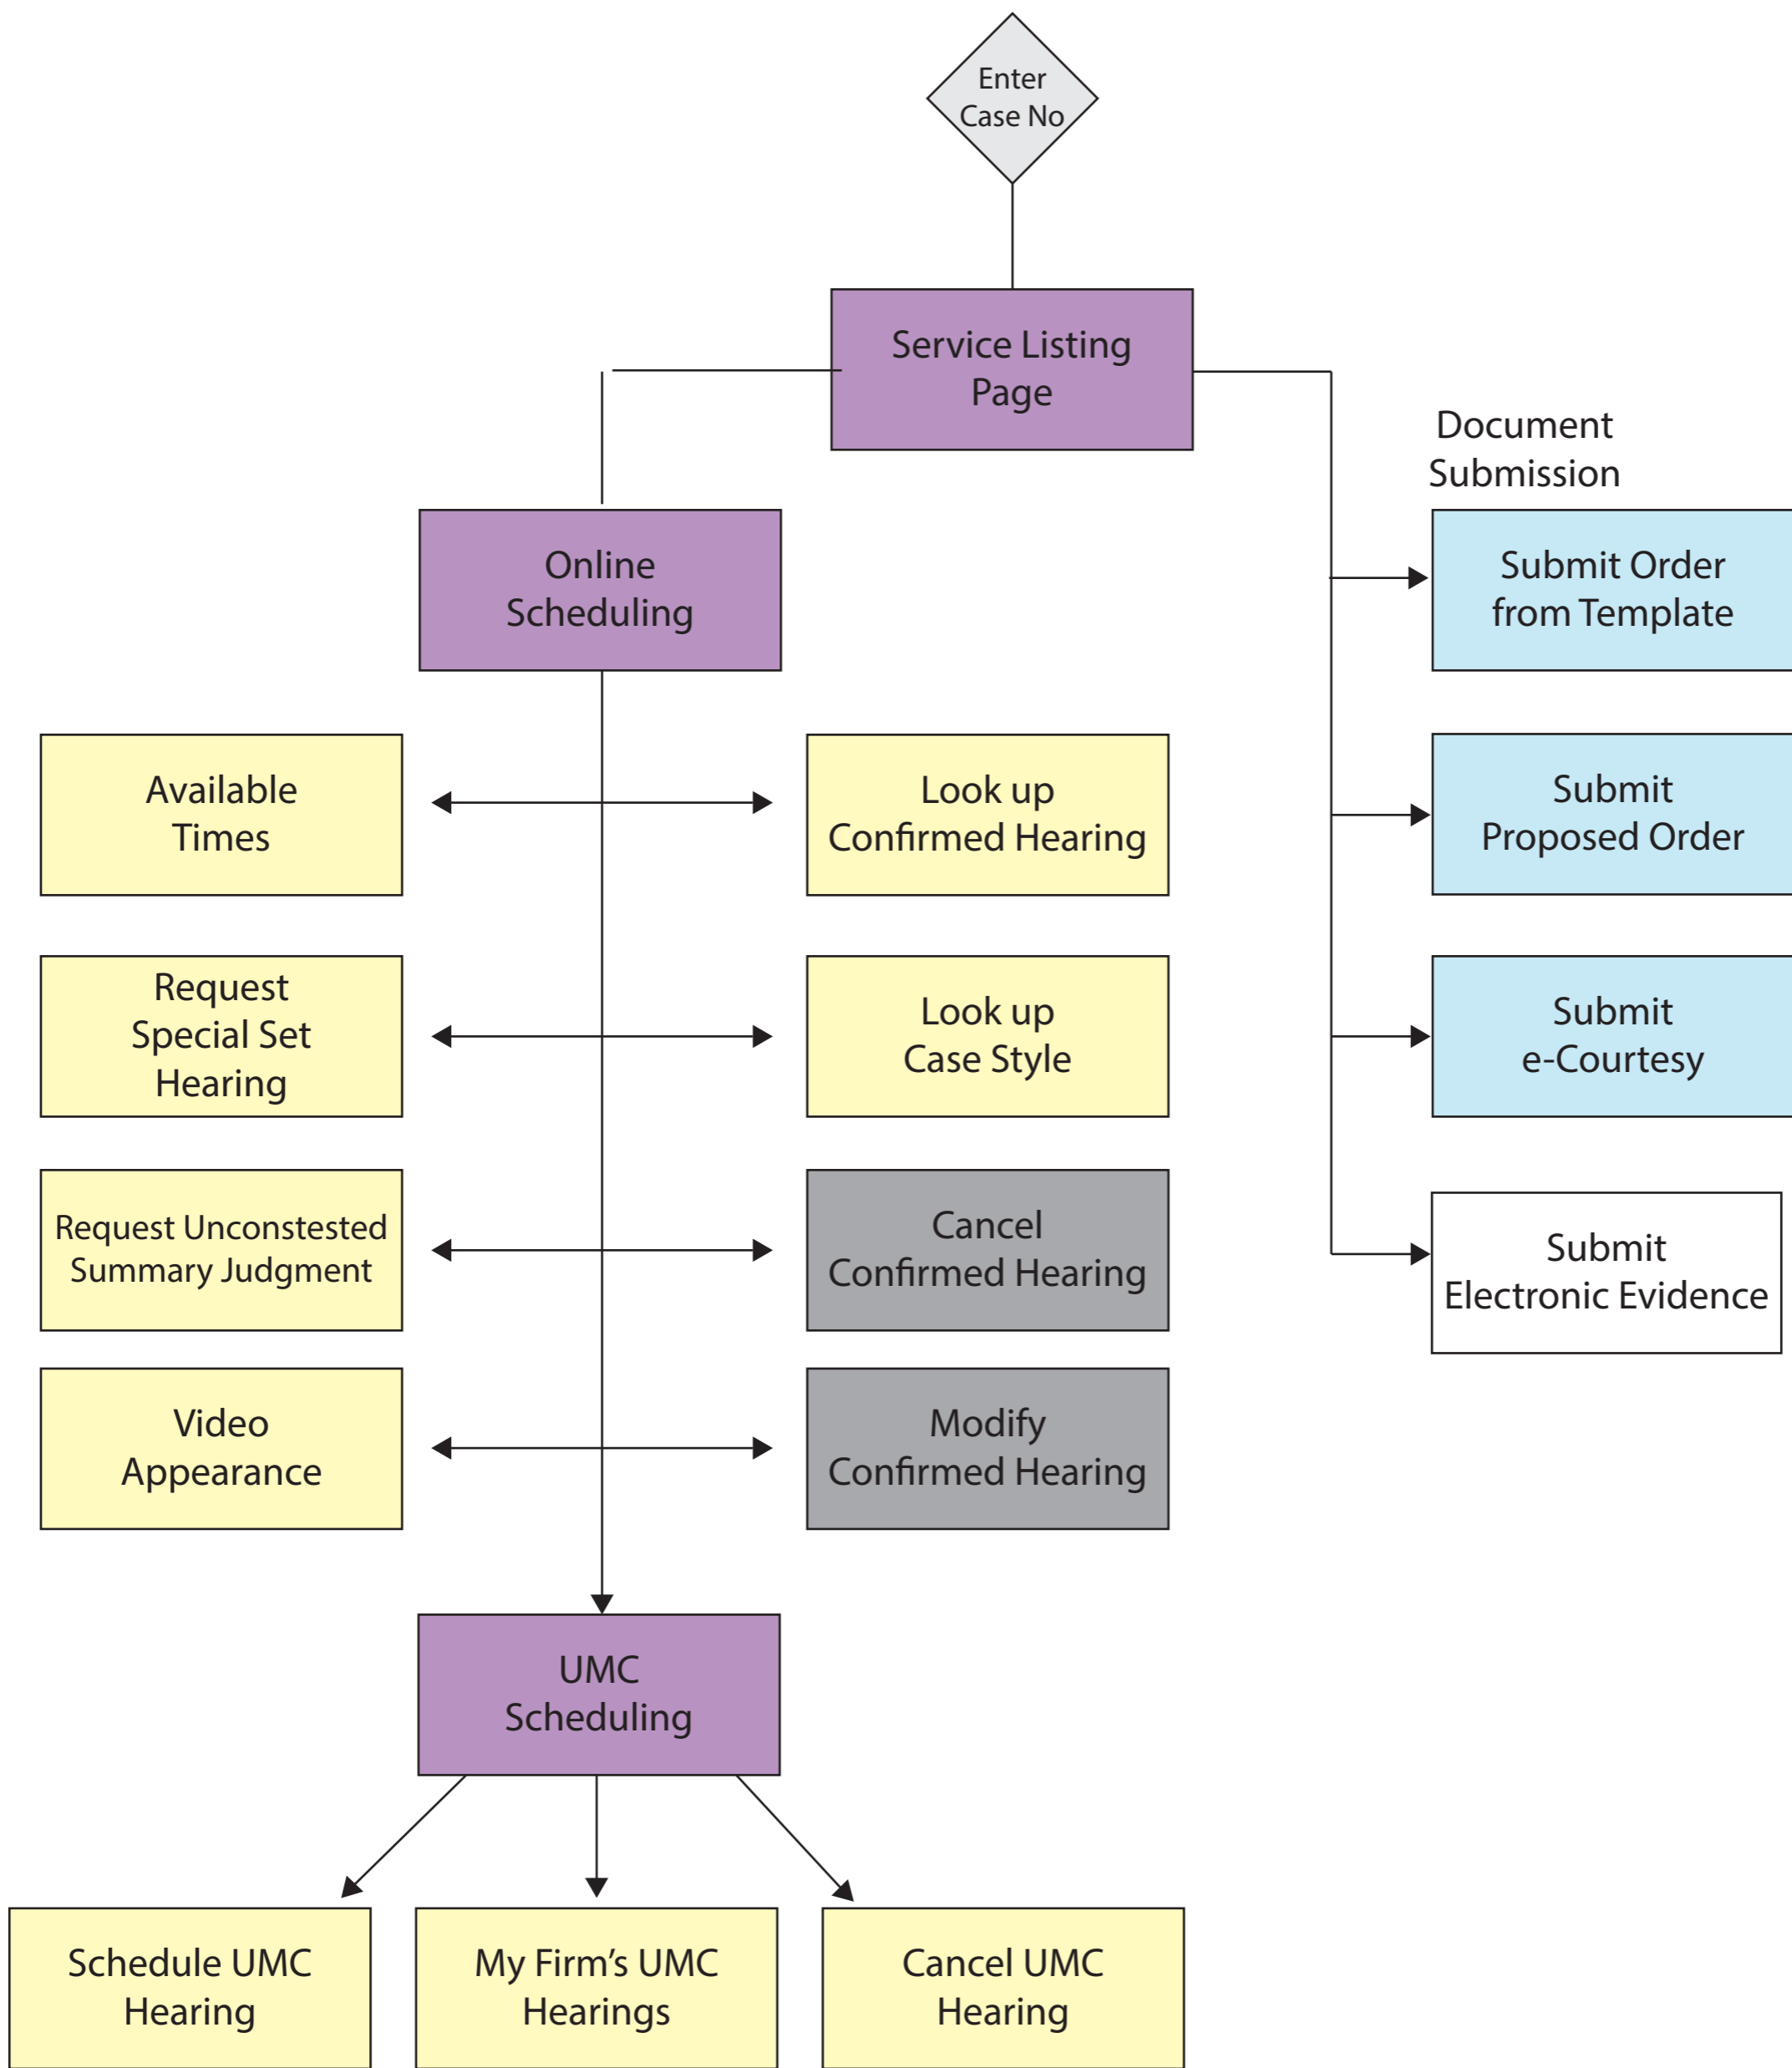 Enter
Case No
Service Listing
Page
Document
Submission
Online
Scheduling
Submit Order
from Template
Available
Times
Look up
Confirmed Hearing
Submit
Proposed Order
Request
Special Set
Hearing
Look up
Case Style
Submit
e-Courtesy
Request Unconstested
Summary Judgment
Cancel
Confirmed Hearing
Submit
Electronic Evidence
Video
Appearance
Modify
Confirmed Hearing
UMC
Scheduling
Schedule UMC
Hearing
My Firm's UMC
Hearings
Cancel UMC
Hearing